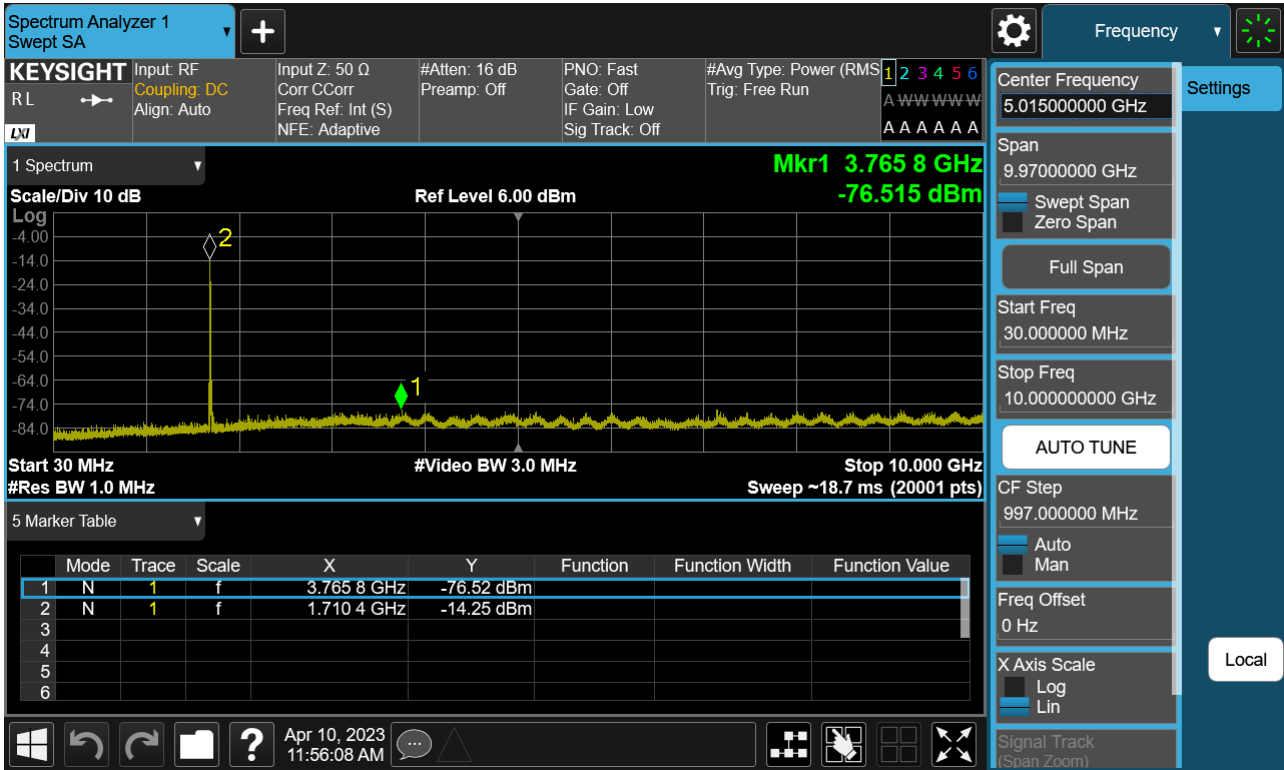 Spectrum Analyzer 1
Swept SA
Frequency
KEYSIGHT
R L
LXI
Input: RF
Coupling: DC
Align: Auto
Input Z: 50 Ω
Corr CCorr
Freq Ref: Int (S)
NFE: Adaptive
#Atten: 16 dB
Preamp: Off
PNO: Fast
Gate: Off
IF Gain: Low
Sig Track: Off
#Avg Type: Power (RMS
Trig: Free Run
1 2 3 4 5 6
A W W W W W
A A A A A A
1 Spectrum
Mkr1 3.765 8 GHz
-76.515 dBm
Scale/Div 10 dB
Ref Level 6.00 dBm
Log
-4.00
-14.0
-24.0
-34.0
-44.0
-54.0
-64.0
-74.0
-84.0
2
1
Start 30 MHz
#Video BW 3.0 MHz
Stop 10.000 GHz
#Res BW 1.0 MHz
Sweep ~18.7 ms (20001 pts)
5 Marker Table
Mode Trace Scale X Y Function Function Width Function Value
1 N 1 f 3.765 8 GHz -76.52 dBm
2 N 1 f 1.710 4 GHz -14.25 dBm
3
4
5
6
Apr 10, 2023
11:56:08 AM
Center Frequency
5.015000000 GHz
Settings
Span
9.97000000 GHz
Swept Span
Zero Span
Full Span
Start Freq
30.000000 MHz
Stop Freq
10.000000000 GHz
AUTO TUNE
CF Step
997.000000 MHz
Auto
Man
Freq Offset
0 Hz
X Axis Scale
Log
Lin
Local
Signal Track
(Span Zoom)